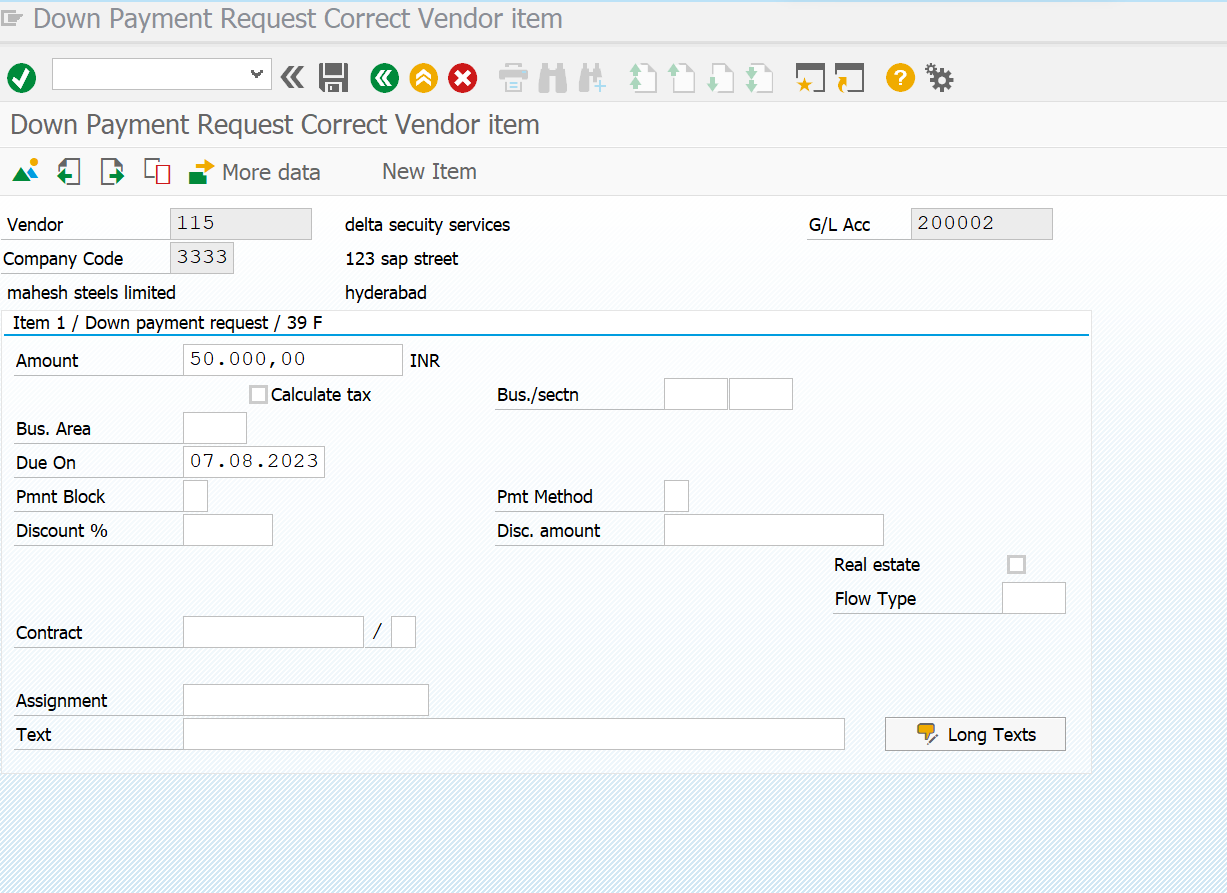 Down Payment Request Correct Vendor item
Down Payment Request Correct Vendor item
More data New Item
Vendor 115 delta secuity services G/L Acc 200002
Company Code 3333 123 sap street
mahesh steels limited hyderabad
Item 1 / Down payment request / 39 F
Amount 50.000,00 INR
Calculate tax Bus./sectn
Bus. Area
Due On 07.08.2023
Pmnt Block Pmt Method
Discount % Disc. amount
Real estate
Flow Type
Contract /
Assignment
Text Long Texts